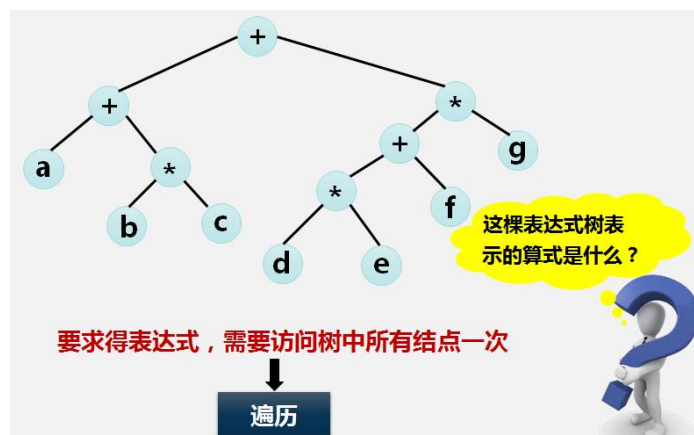 +
+
*
a
*
+
g
b
c
*
f
d
e
这棵表达式树表
示的算式是什么？
要求得表达式，需要访问树中所有结点一次
遍历